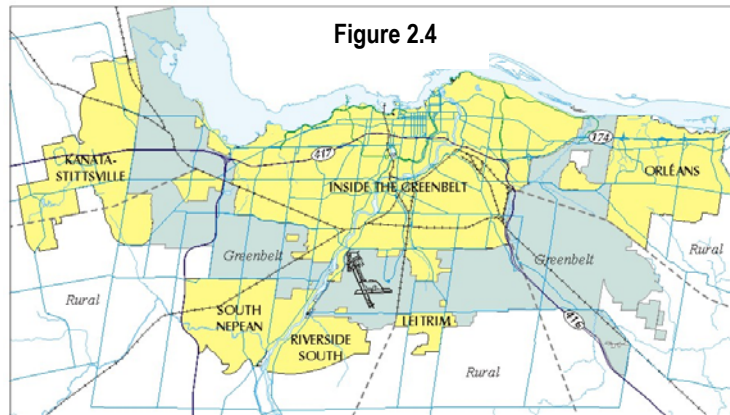 Figure 2.4
174
417
KANATA-
STITTSVILLE
INSIDE THE GREENBELT
ORLÉANS
Greenbelt
Greenbelt
Rural
Rural
SOUTH
NEPEAN
RIVERSIDE
SOUTH
LEITRIM
416
Rural